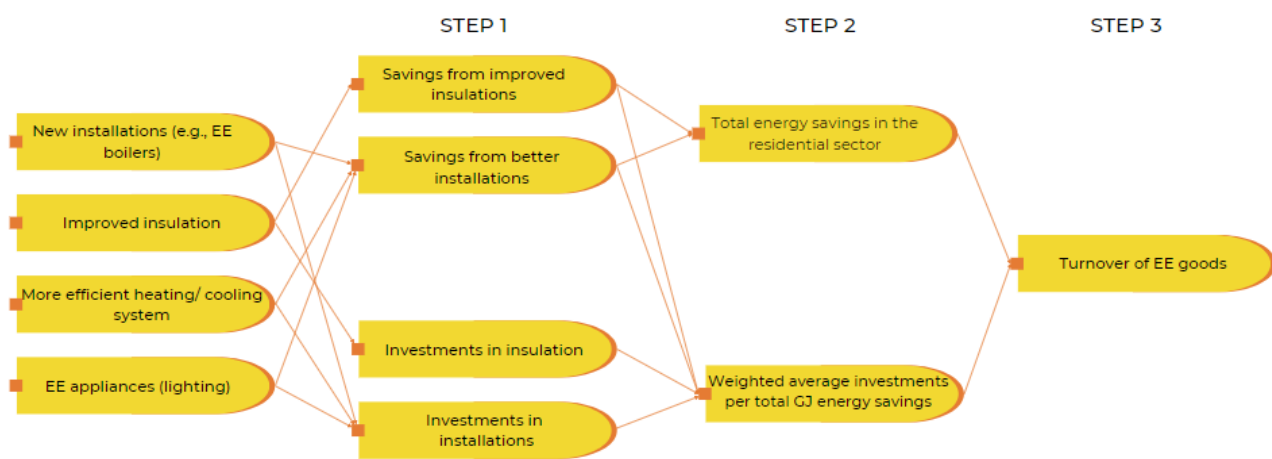 STEP 1
STEP 2
STEP 3
New installations (e.g., EE
boilers)
Improved insulation
More efficient heating/ cooling
system
EE appliances (lighting)
Savings from improved
insulations
Savings from better
installations
Investments in insulation
Investments in
installations
Total energy savings in the
residential sector
Weighted average investments
per total GJ energy savings
Turnover of EE goods